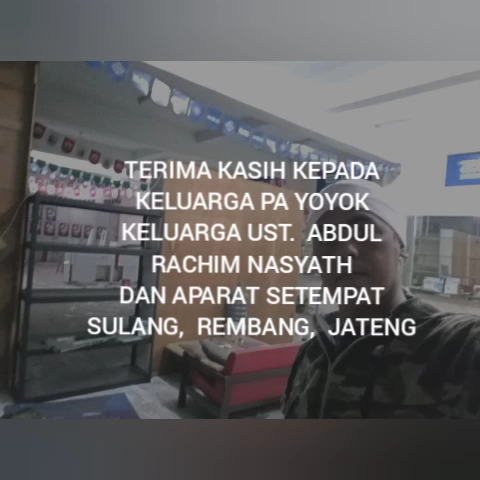 TERIMA KASIH KEPADA
KELUARGA PA YOYOK
KELUARGA UST. ABDUL
RACHIM NASYATH
DAN APARAT SETEMPAT
SULANG, REMBANG, JATENG